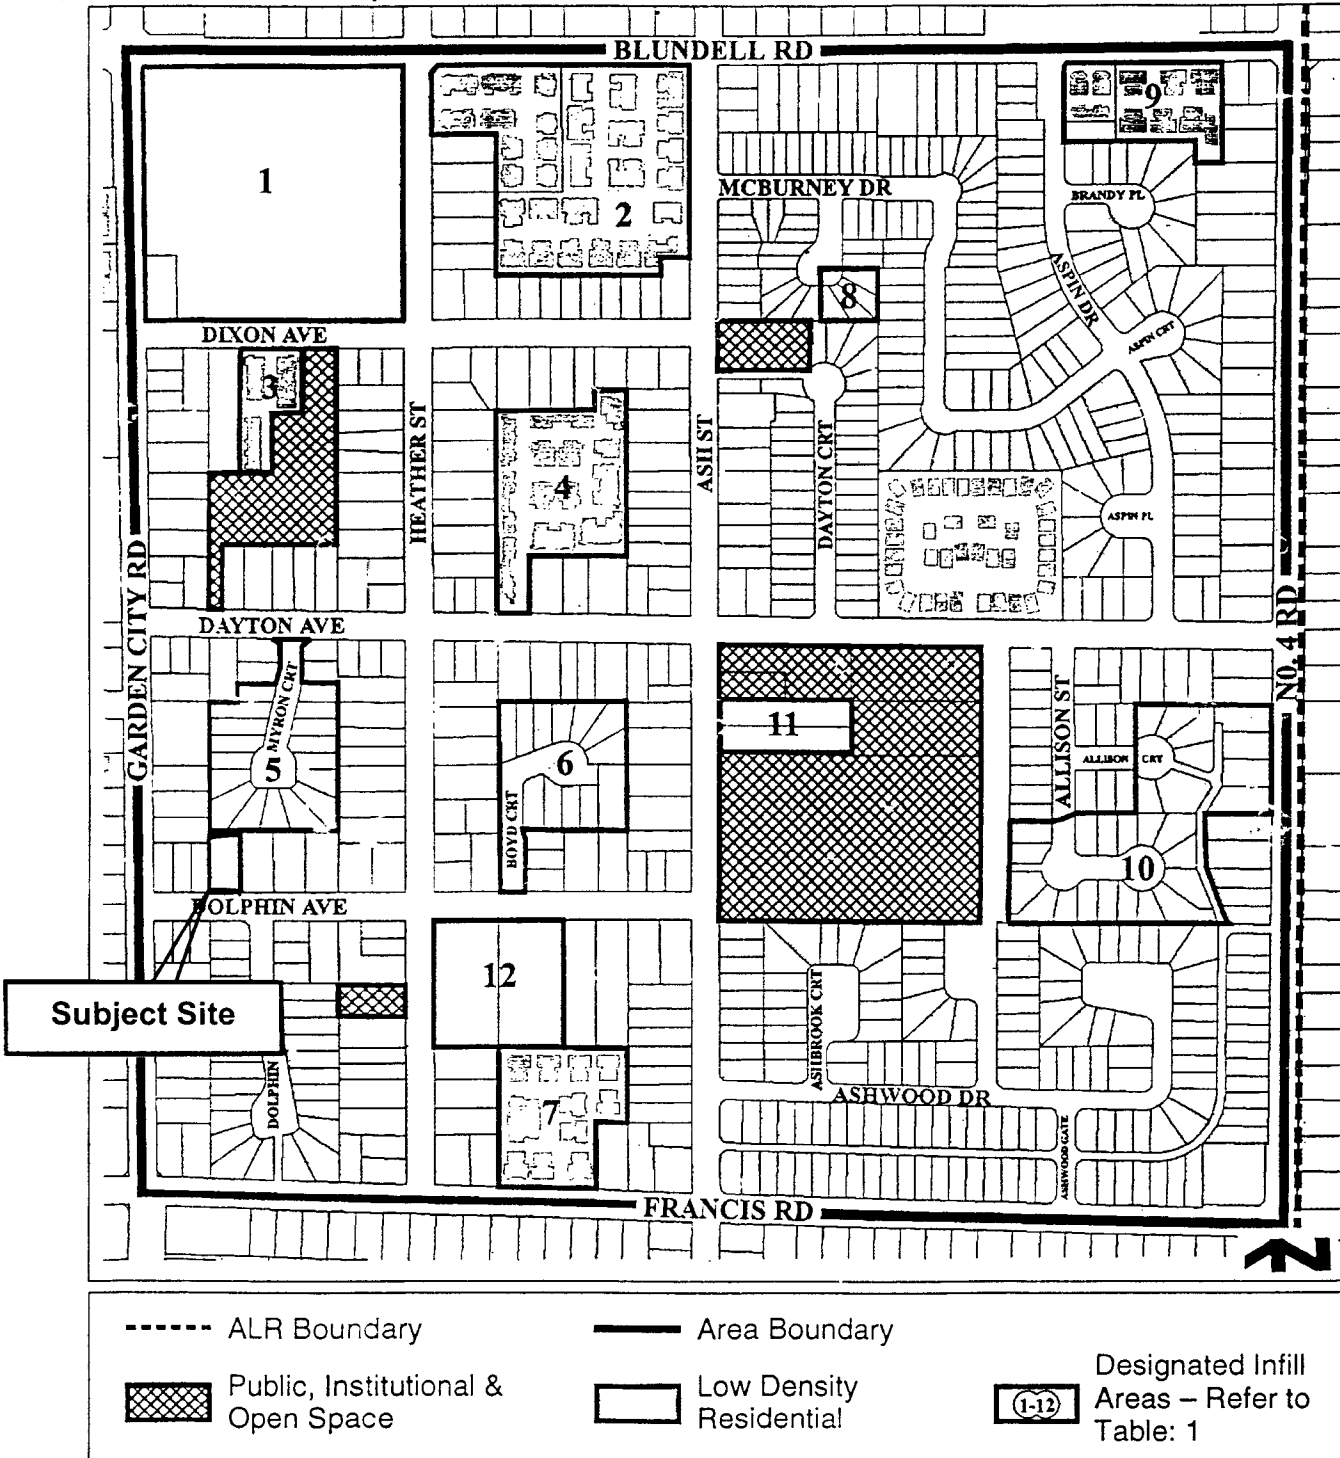 BLUNDELL RD
1
2
9
MCBURNEY DR
BRANDY PL
ASPIN DR
8
ASPIN CRT
DIXON AVE
3
HEATHER ST
4
ASH ST
DAYTON CRT
ASPIN PL
GARDEN CITY RD
DAYTON AVE
NO. 4 RD
MYRON CRT
5
6
BOYD CRT
11
ALLISON ST
ALLISON CRT
10
DOLPHIN AVE
12
Subject Site
ASHBROOK CRT
DOLPHIN
7
ASHWOOD DR
ASHWOOD GATE
FRANCIS RD
N
ALR Boundary
Area Boundary
Public, Institutional &
Open Space
Low Density
Residential
1-12
Designated Infill
Areas – Refer to
Table: 1